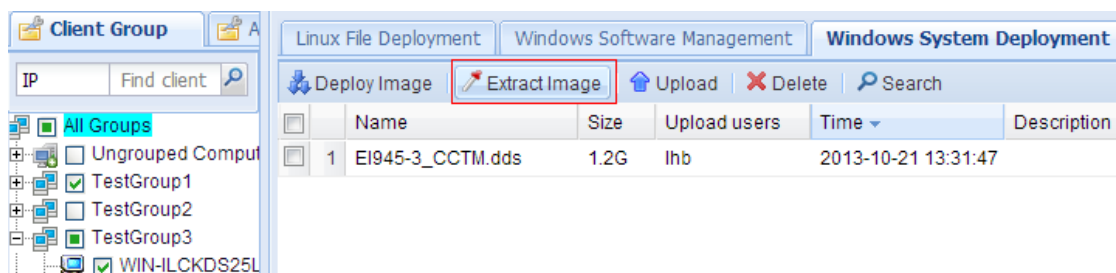 Client Group A
Linux File Deployment Windows Software Management Windows System Deployment
IP Find client
Deploy Image Extract Image Upload Delete Search
Name Size Upload users Time Description
1 EI945-3_CCTM.dds 1.2G lhb 2013-10-21 13:31:47
All Groups
Ungrouped Comput
TestGroup1
TestGroup2
TestGroup3
WIN-ILCKDS25L